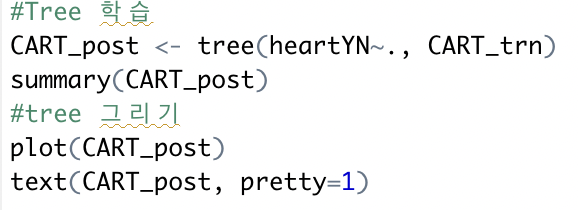 #Tree 학습
CART_post <- tree(heartYN~., CART_trn)
summary(CART_post)
#tree 그리기
plot(CART_post)
text(CART_post, pretty=1)